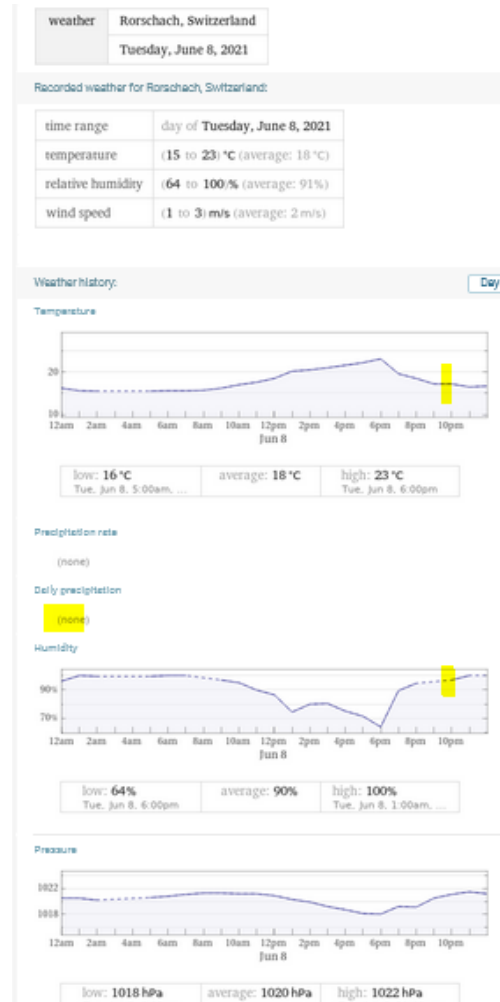 weather Rorschach, Switzerland
Tuesday, June 8, 2021
Recorded weather for Rorschach, Switzerland:
time range day of Tuesday, June 8, 2021
temperature (15 to 23) °C (average: 18 °C)
relative humidity (64 to 100)% (average: 91%)
wind speed (1 to 3) m/s (average: 2 m/s)
Weather history: Day
Temperature
20
10
12am 2am 4am 6am 8am 10am 12pm 2pm 4pm 6pm 8pm 10pm
Jun 8
low: 16 °C average: 18 °C high: 23 °C
Tue, Jun 8, 5:00am, ... Tue, Jun 8, 6:00pm
Precipitation rate
(none)
Daily precipitation
(none)
Humidity
90%
70%
12am 2am 4am 6am 8am 10am 12pm 2pm 4pm 6pm 8pm 10pm
Jun 8
low: 64% average: 90% high: 100%
Tue, Jun 8, 6:00pm Tue, Jun 8, 1:00am, ...
Pressure
1022
1018
12am 2am 4am 6am 8am 10am 12pm 2pm 4pm 6pm 8pm 10pm
Jun 8
low: 1018 hPa average: 1020 hPa high: 1022 hPa